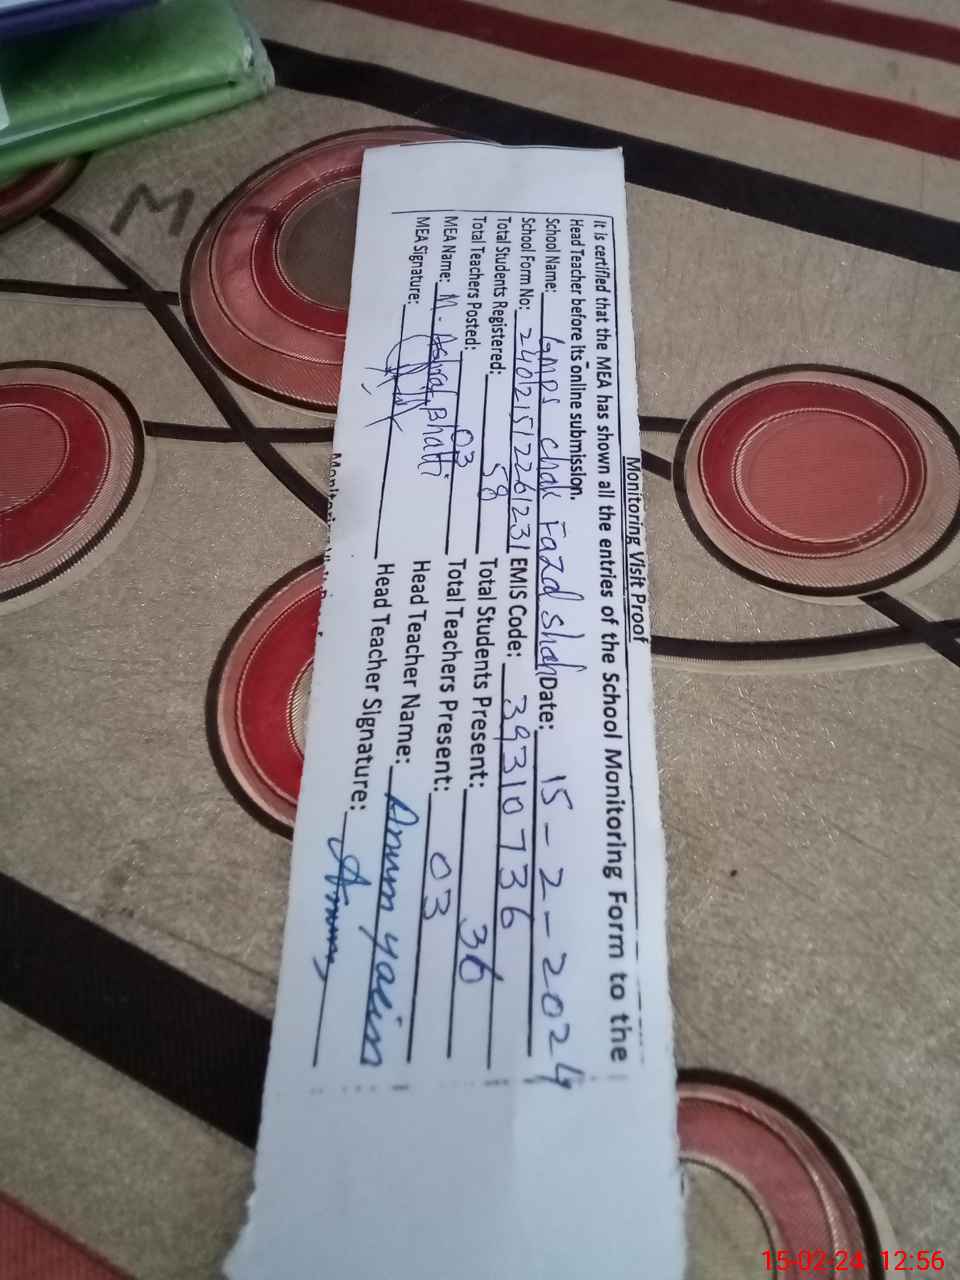 Monitoring Visit Proof
It is certified that the MEA has shown all the entries of the School Monitoring Form to the
Head Teacher before its online submission.
School Name: GMPS Chak Fazal Shah Date: 15-2-2024
School Form No: 24021512261231 EMIS Code: 39310736
Total Students Registered: 58 Total Students Present: 36
Total Teachers Posted: 03 Total Teachers Present: 03
MEA Name: M. Ashraf Bhatti Head Teacher Name: Anum yasin
MEA Signature: Head Teacher Signature: Anum
M
15-02-24 12:56